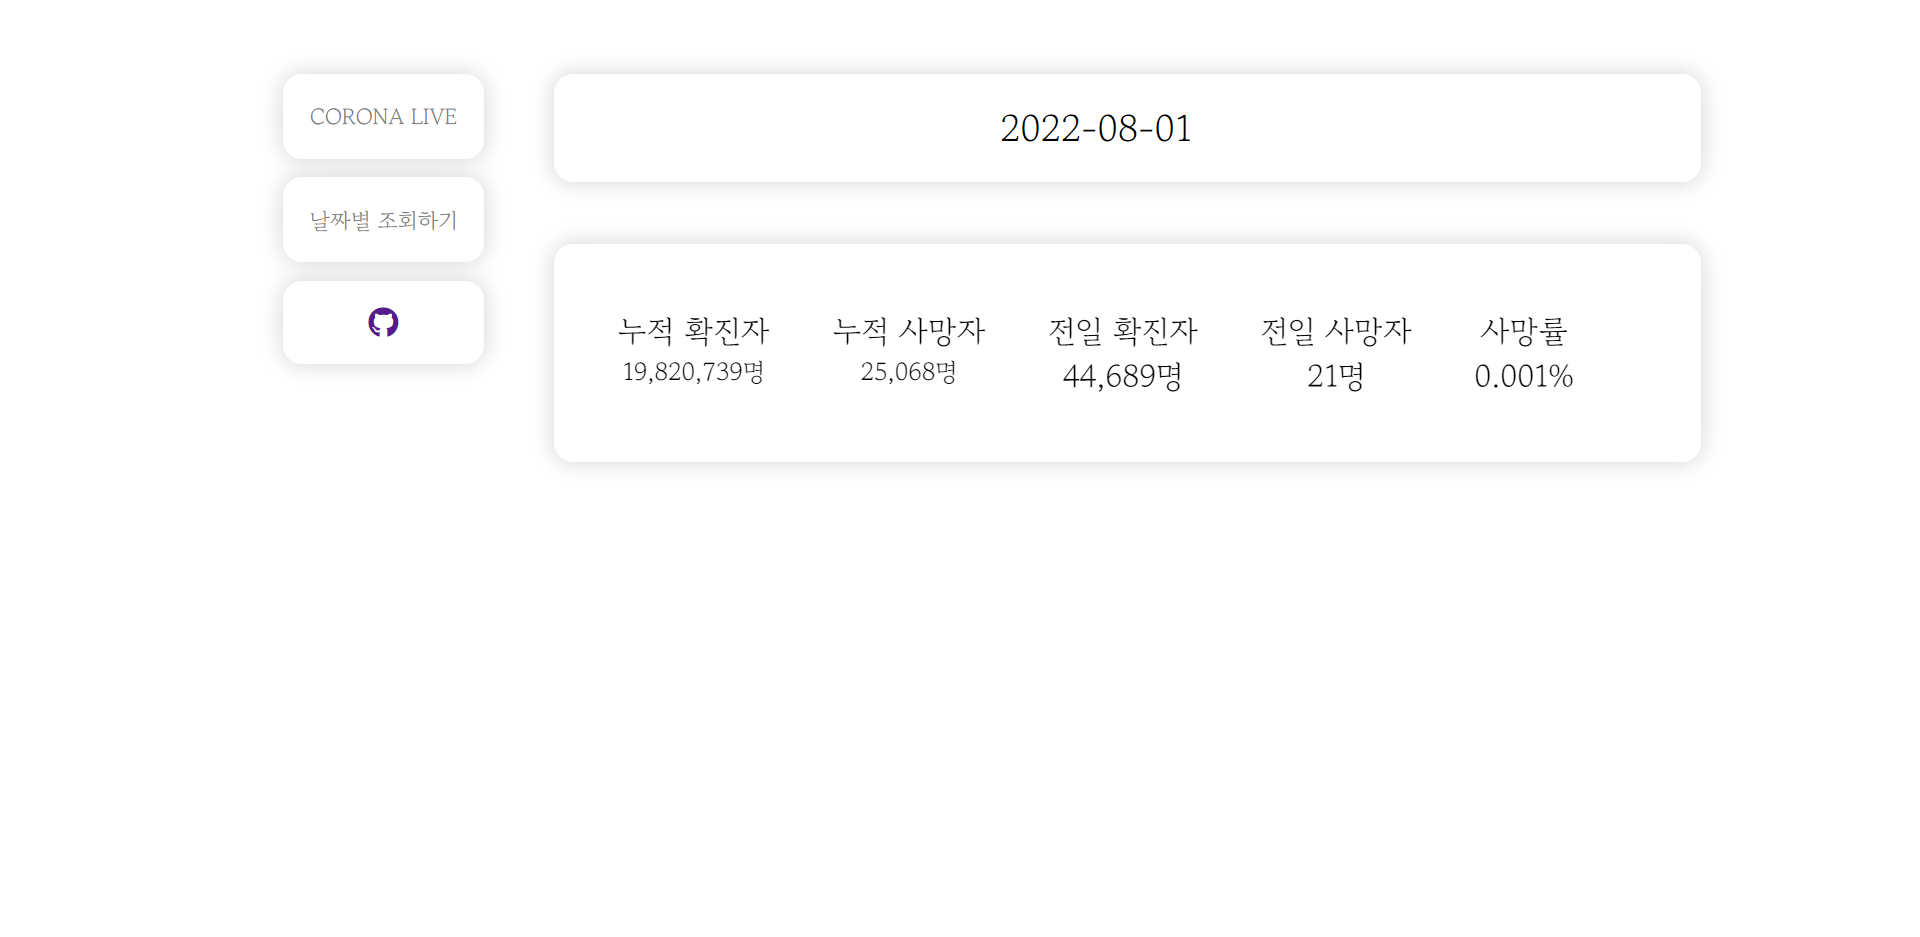 CORONA LIVE
날짜별 조회하기
2022-08-01
누적 확진자
19,820,739명
누적 사망자
25,068명
전일 확진자
44,689명
전일 사망자
21명
사망률
0.001%